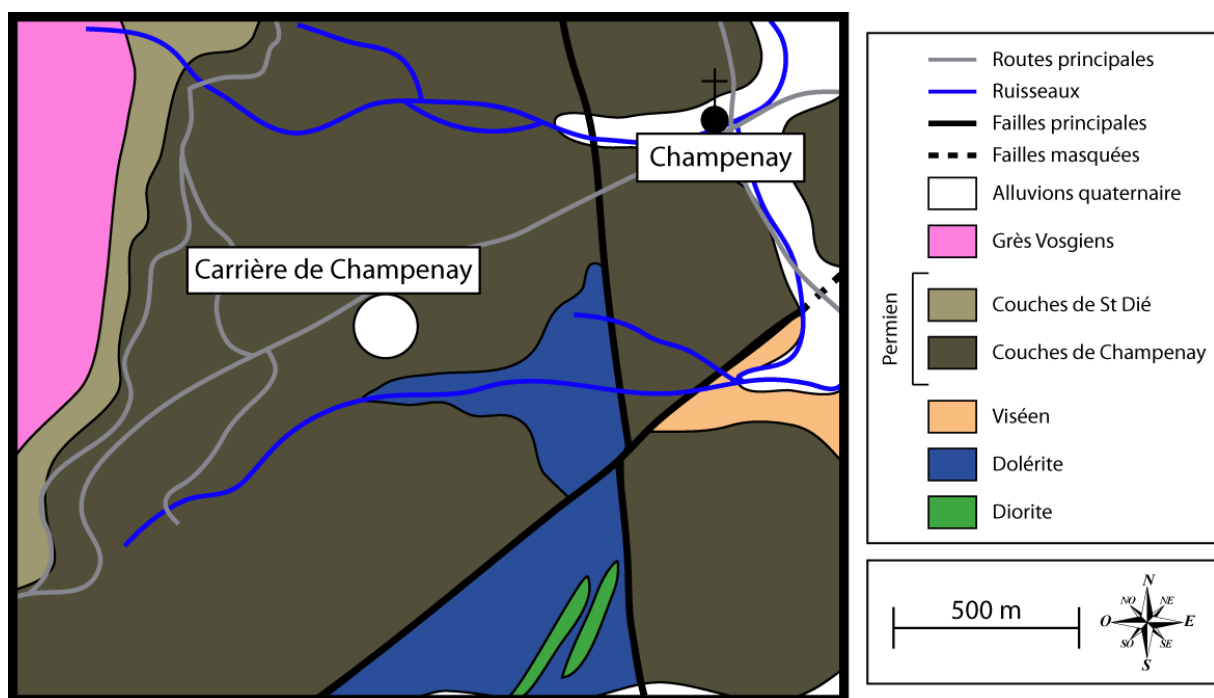 Champenay
Carrière de Champenay
Routes principales
Ruisseaux
Failles principales
Failles masquées
Alluvions quaternaire
Grès Vosgiens
Permien
Couches de St Dié
Couches de Champenay
Viséen
Dolérite
Diorite
500 m
N
NO
NE
O
E
SO
SE
S